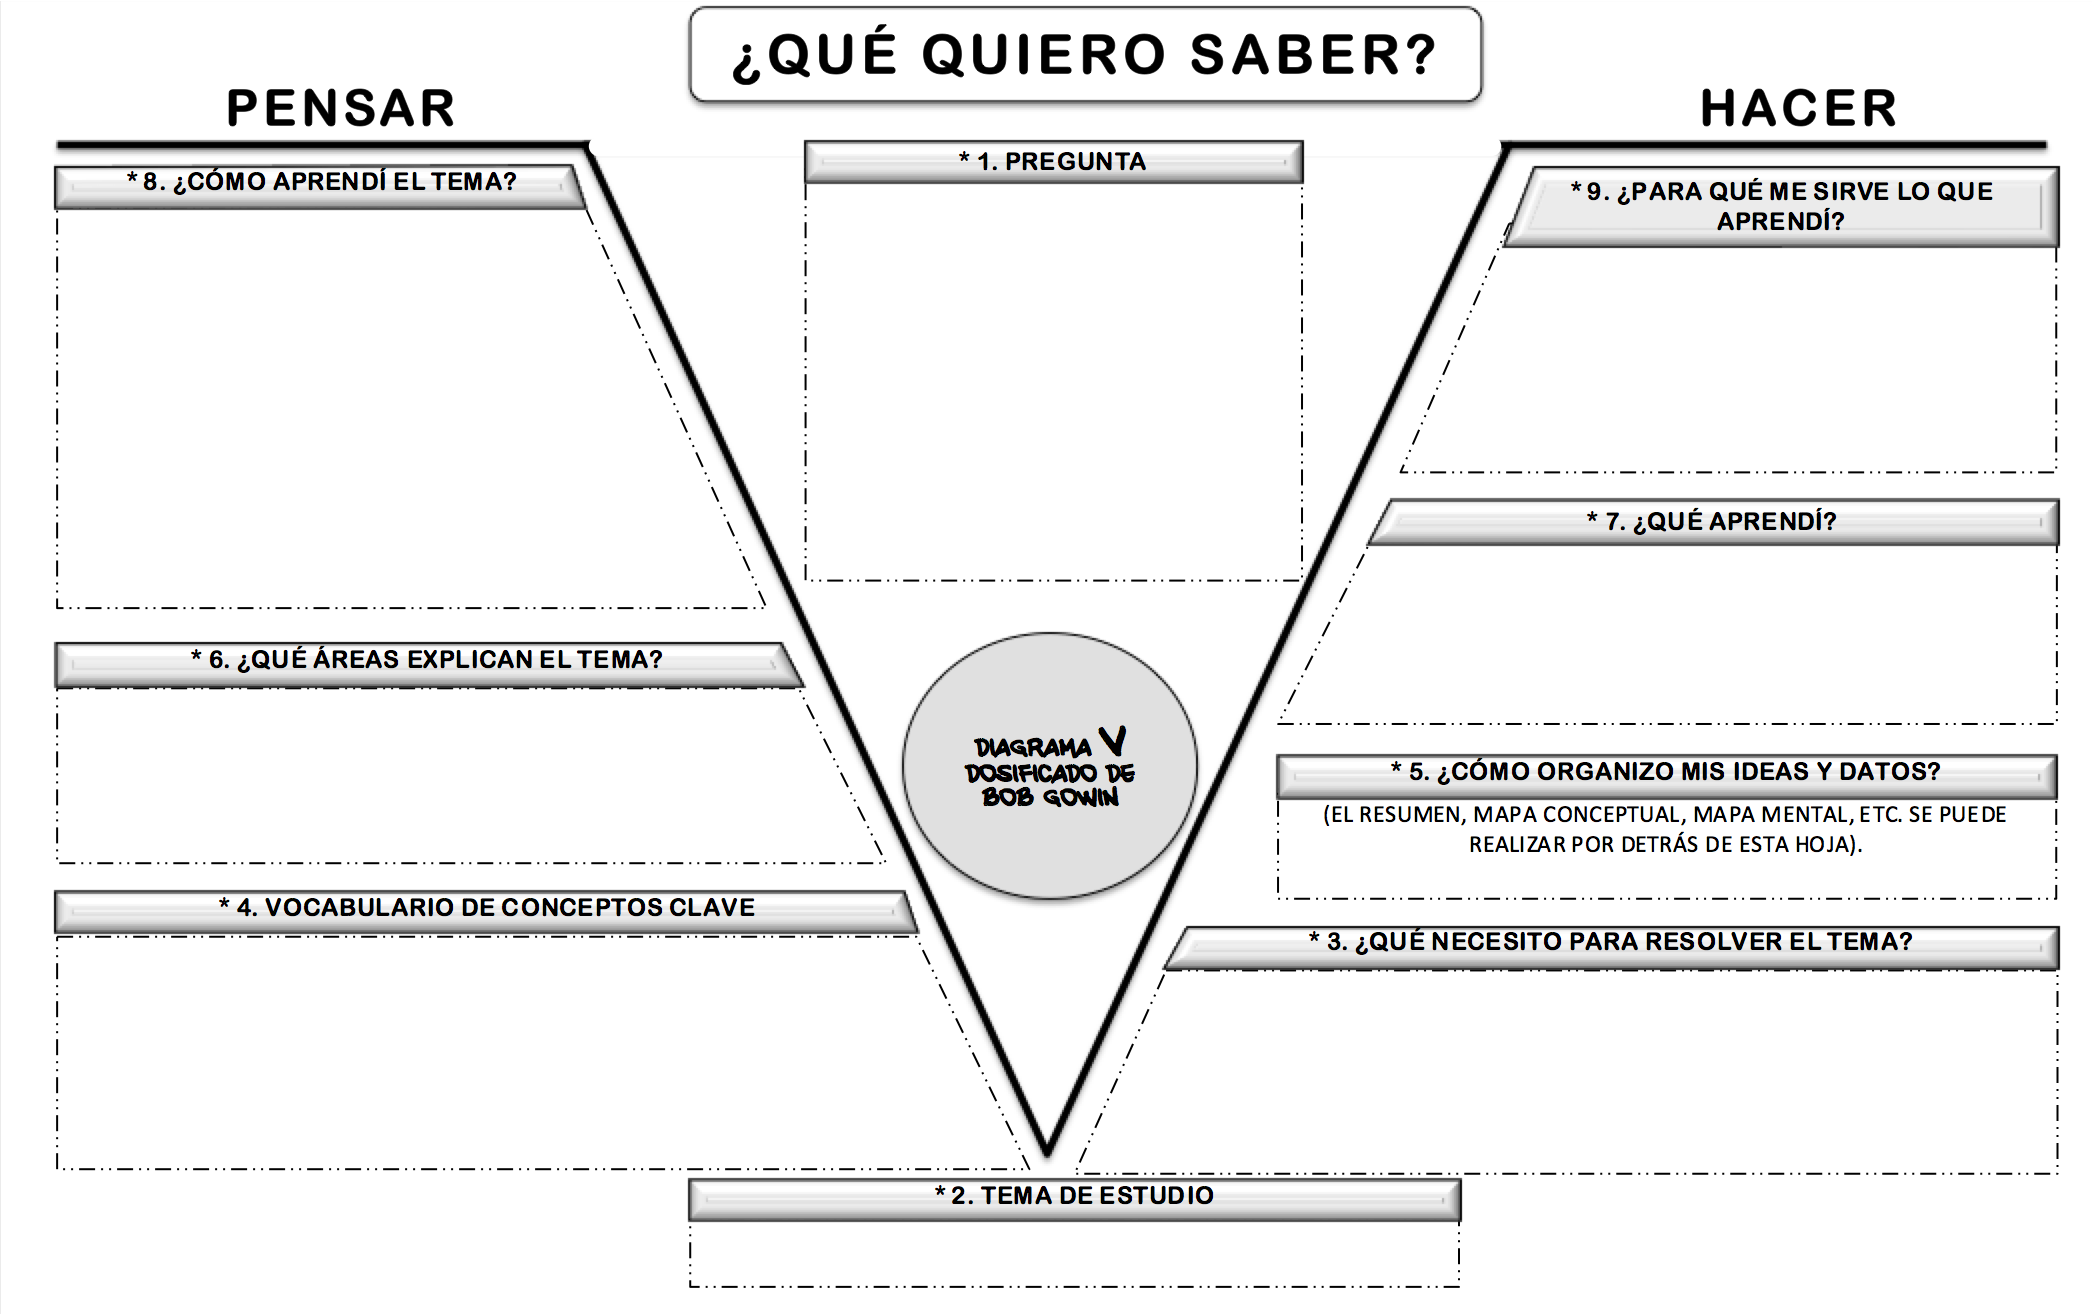 ¿QUÉ QUIERO SABER?
PENSAR
HACER
* 1. PREGUNTA
* 8. ¿CÓMO APRENDÍ EL TEMA?
* 9. ¿PARA QUÉ ME SIRVE LO QUE
APRENDÍ?
* 7. ¿QUÉ APRENDÍ?
* 6. ¿QUÉ ÁREAS EXPLICAN EL TEMA?
DIAGRAMA V
DOSIFICADO DE
BOB GOWIN
* 5. ¿CÓMO ORGANIZO MIS IDEAS Y DATOS?
(EL RESUMEN, MAPA CONCEPTUAL, MAPA MENTAL, ETC. SE PUEDE
REALIZAR POR DETRÁS DE ESTA HOJA).
* 4. VOCABULARIO DE CONCEPTOS CLAVE
* 3. ¿QUÉ NECESITO PARA RESOLVER EL TEMA?
* 2. TEMA DE ESTUDIO